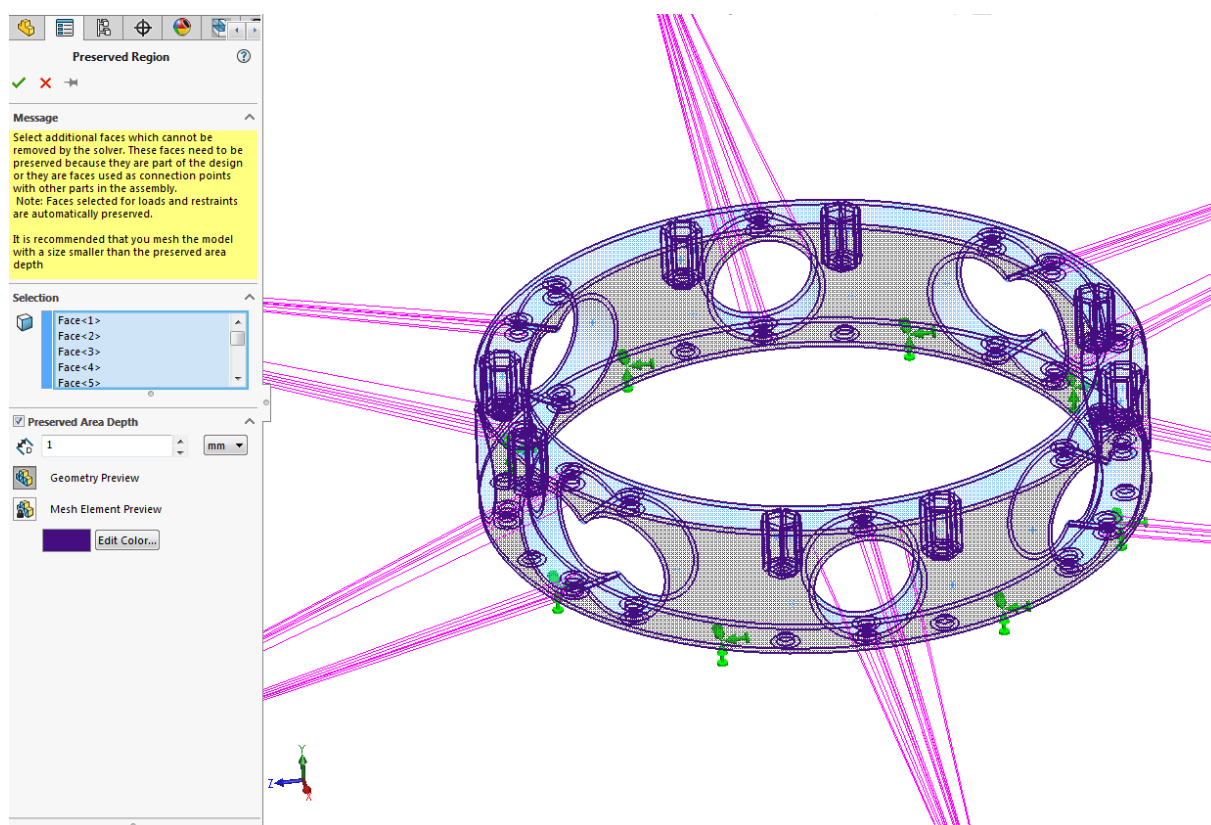 Preserved Region
Message
Select additional faces which cannot be
removed by the solver. These faces need to be
preserved because they are part of the design
or they are faces used as connection points
with other parts in the assembly.
Note: Faces selected for loads and restraints
are automatically preserved.
It is recommended that you mesh the model
with a size smaller than the preserved area
depth
Selection
Face<1>
Face<2>
Face<3>
Face<4>
Face<5>
Preserved Area Depth
D 1 mm
Geometry Preview
Mesh Element Preview
Edit Color...
Y
Z
X